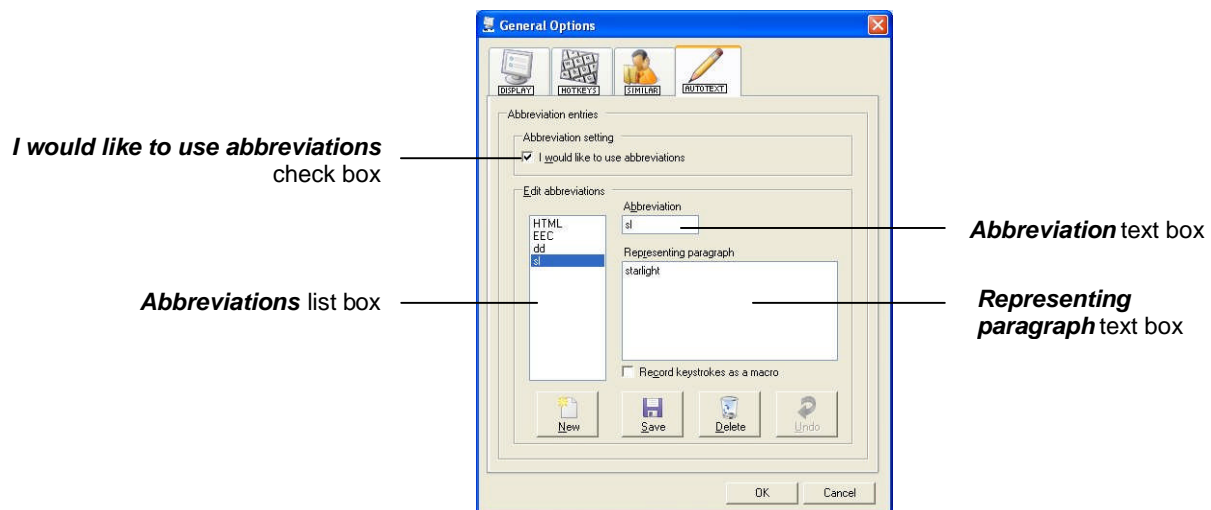 General Options
DISPLAY HOTKEYS SIMILAR AUTOTEXT
Abbreviation entries
Abbreviation setting
I would like to use abbreviations
I would like to use abbreviations
check box
Edit abbreviations
Abbreviation
HTML
EEC
dd
sl
sl
Abbreviation text box
Representing paragraph
starlight
Abbreviations list box
Representing
paragraph text box
Record keystrokes as a macro
New Save Delete Undo
OK Cancel